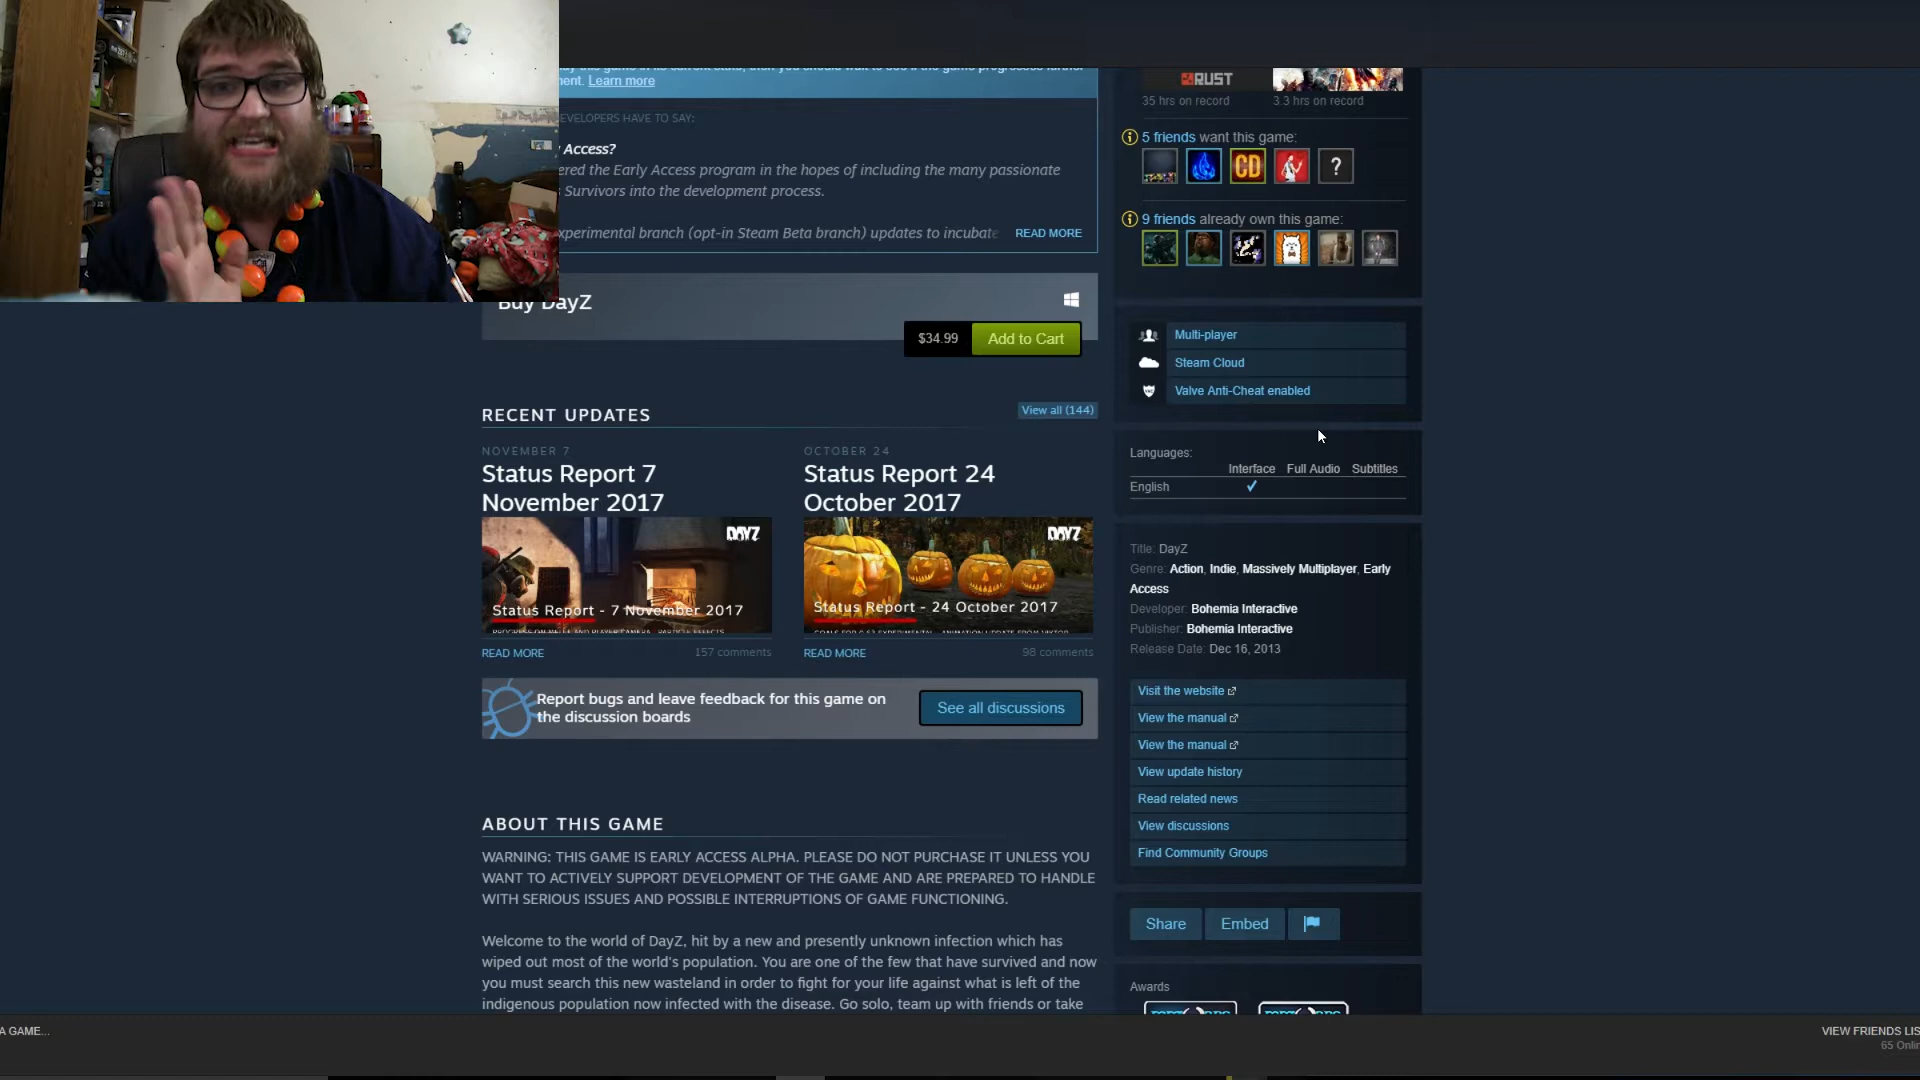 ment. Learn more
DEVELOPERS HAVE TO SAY:
Access?
ered the Early Access program in the hopes of including the many passionate
Survivors into the development process.
experimental branch (opt-in Steam Beta branch) updates to incubate READ MORE
Buy DayZ
$34.99 Add to Cart
RECENT UPDATES View all (144)
NOVEMBER 7
Status Report 7
November 2017
DAYZ
Status Report - 7 November 2017
READ MORE 157 comments
OCTOBER 24
Status Report 24
October 2017
DAYZ
Status Report - 24 October 2017
READ MORE 98 comments
Report bugs and leave feedback for this game on
the discussion boards
See all discussions
ABOUT THIS GAME
WARNING: THIS GAME IS EARLY ACCESS ALPHA. PLEASE DO NOT PURCHASE IT UNLESS YOU
WANT TO ACTIVELY SUPPORT DEVELOPMENT OF THE GAME AND ARE PREPARED TO HANDLE
WITH SERIOUS ISSUES AND POSSIBLE INTERRUPTIONS OF GAME FUNCTIONING.
Welcome to the world of DayZ, hit by a new and presently unknown infection which has
wiped out most of the world's population. You are one of the few that have survived and now
you must search this new wasteland in order to fight for your life against what is left of the
indigenous population now infected with the disease. Go solo, team up with friends or take
RUST
35 hrs on record 3.3 hrs on record
5 friends want this game:
CD
?
9 friends already own this game:
Multi-player
Steam Cloud
Valve Anti-Cheat enabled
Languages:
Interface Full Audio Subtitles
English ✓
Title: DayZ
Genre: Action, Indie, Massively Multiplayer, Early
Access
Developer: Bohemia Interactive
Publisher: Bohemia Interactive
Release Date: Dec 16, 2013
Visit the website
View the manual
View the manual
View update history
Read related news
View discussions
Find Community Groups
Share Embed
Awards
A GAME...
VIEW FRIENDS LIS
65 Onli